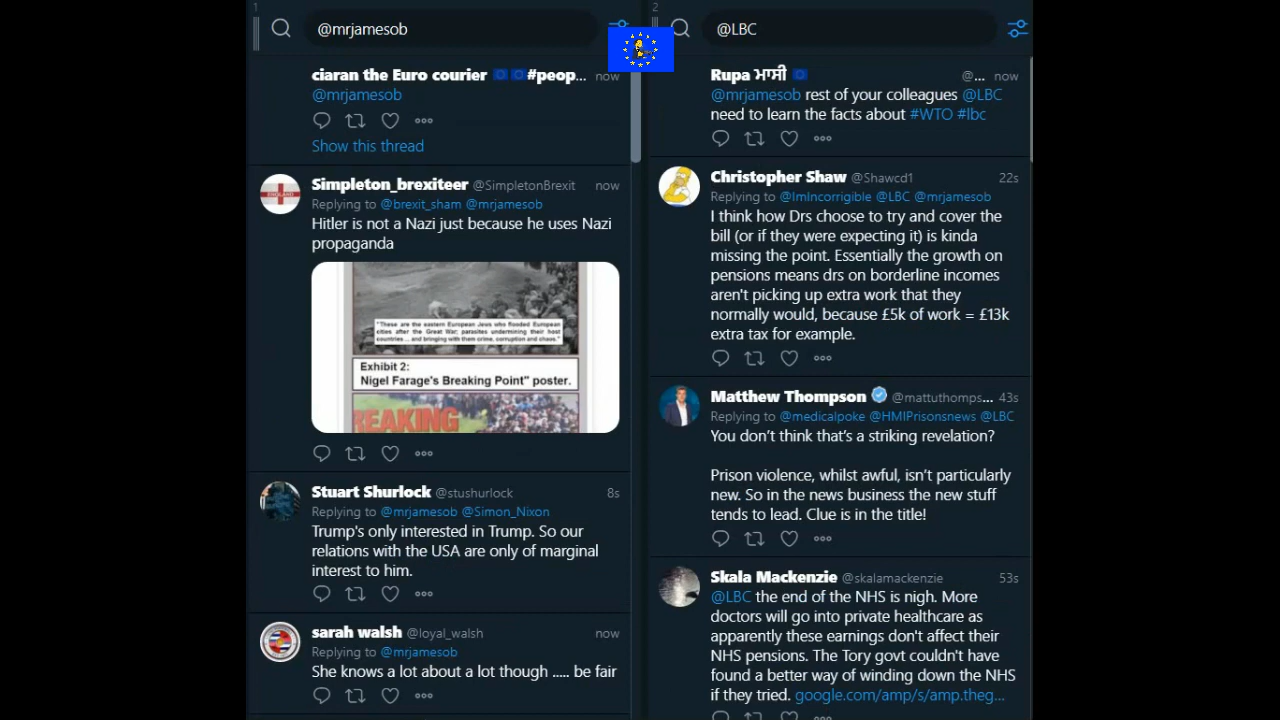 1
@mrjamesob
ciaran the Euro courier #peop... now
@mrjamesob
Show this thread
Simpleton_brexiteer @SimpletonBrexit now
Replying to @brexit_sham @mrjamesob
Hitler is not a Nazi just because he uses Nazi
propaganda
"These are the eastern European Jews who flooded European
cities after the Great War; parasites undermining their host
countries ... and bringing with them crime, corruption and chaos."
Exhibit 2:
Nigel Farage's Breaking Point" poster.
BREAKING
Stuart Shurlock @stushurlock 8s
Replying to @mrjamesob @Simon_Nixon
Trump's only interested in Trump. So our
relations with the USA are only of marginal
interest to him.
sarah walsh @loyal_walsh now
Replying to @mrjamesob
She knows a lot about a lot though ..... be fair
2
@LBC
Rupa ਮਾਸੀ @... now
@mrjamesob rest of your colleagues @LBC
need to learn the facts about #WTO #lbc
Christopher Shaw @Shawcd1 22s
Replying to @ImIncorrigible @LBC @mrjamesob
I think how Drs choose to try and cover the
bill (or if they were expecting it) is kinda
missing the point. Essentially the growth on
pensions means drs on borderline incomes
aren't picking up extra work that they
normally would, because £5k of work = £13k
extra tax for example.
Matthew Thompson @mattuthomps... 43s
Replying to @medicalpoke @HMIPrisonsnews @LBC
You don’t think that’s a striking revelation?
Prison violence, whilst awful, isn’t particularly
new. So in the news business the new stuff
tends to lead. Clue is in the title!
Skala Mackenzie @skalamackenzie 53s
@LBC the end of the NHS is nigh. More
doctors will go into private healthcare as
apparently these earnings don't affect their
NHS pensions. The Tory govt couldn't have
found a better way of winding down the NHS
if they tried. google.com/amp/s/amp.theg...